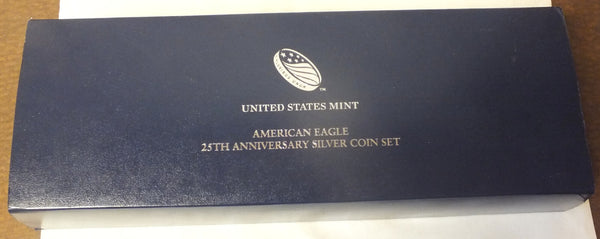 UNITED STATES MINT
AMERICAN EAGLE
25TH ANNIVERSARY SILVER COIN SET